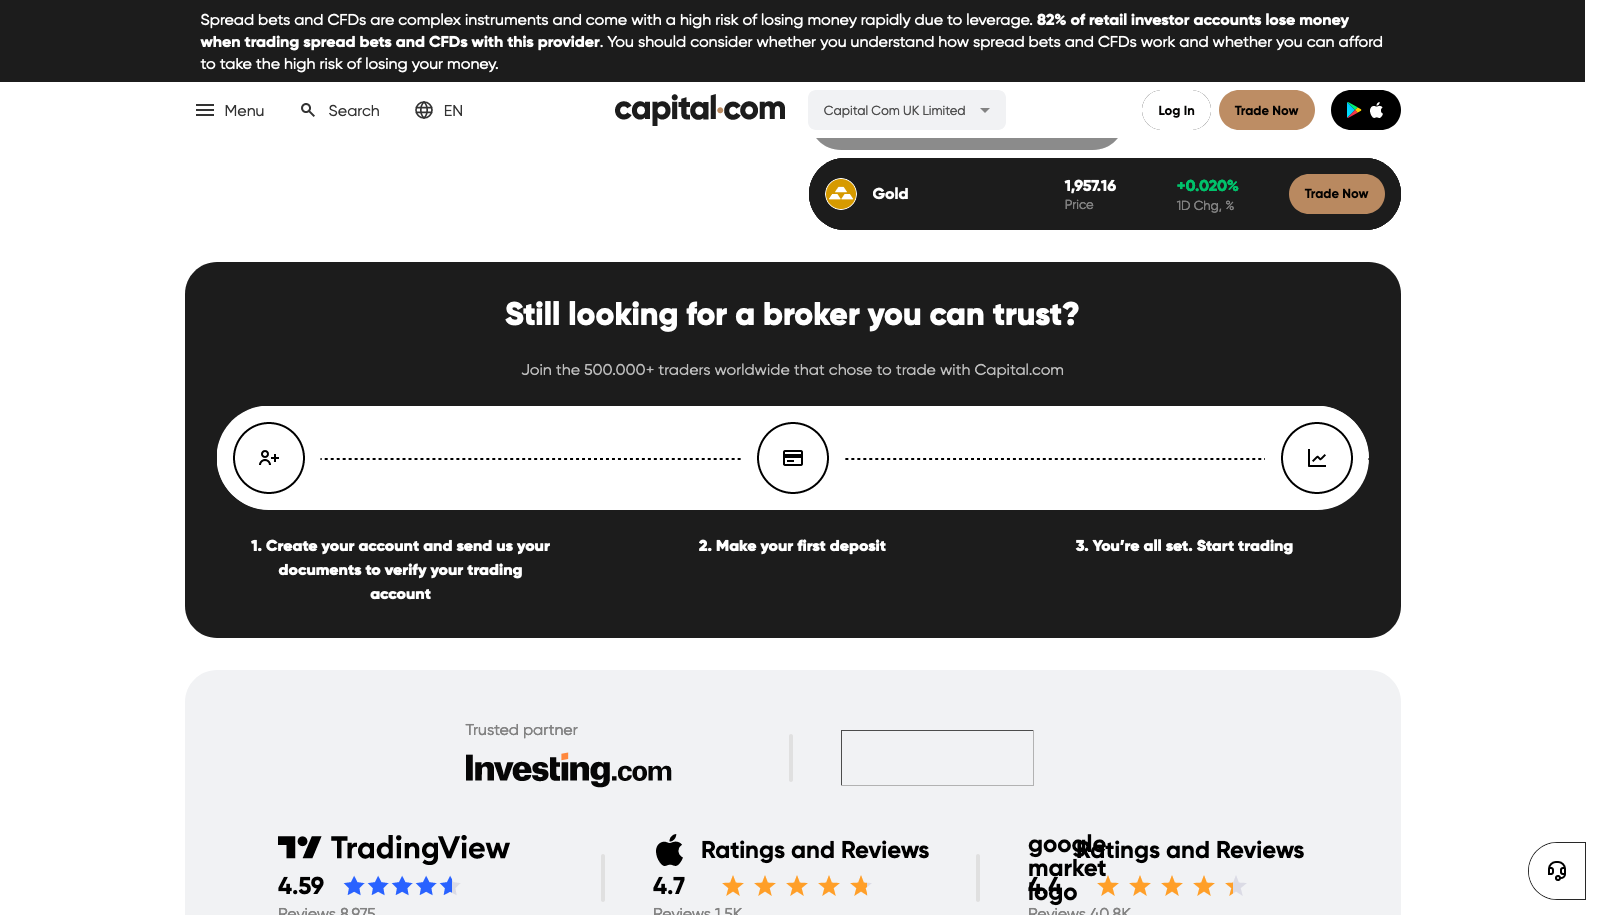 Spread bets and CFDs are complex instruments and come with a high risk of losing money rapidly due to leverage. 82% of retail investor accounts lose money
when trading spread bets and CFDs with this provider. You should consider whether you understand how spread bets and CFDs work and whether you can afford
to take the high risk of losing your money.
Menu
Search
EN
capital.com
Capital Com UK Limited
Log In
Trade Now
Gold
1,957.16
Price
+0.020%
1D Chg, %
Trade Now
Still looking for a broker you can trust?
Join the 500.000+ traders worldwide that chose to trade with Capital.com
1. Create your account and send us your
documents to verify your trading
account
2. Make your first deposit
3. You’re all set. Start trading
Trusted partner
Investing.com
TradingView
4.59
Reviews 8,975
Ratings and Reviews
4.7
Reviews 1.5K
google
market
logo
Ratings and Reviews
4.4
Reviews 40.8K